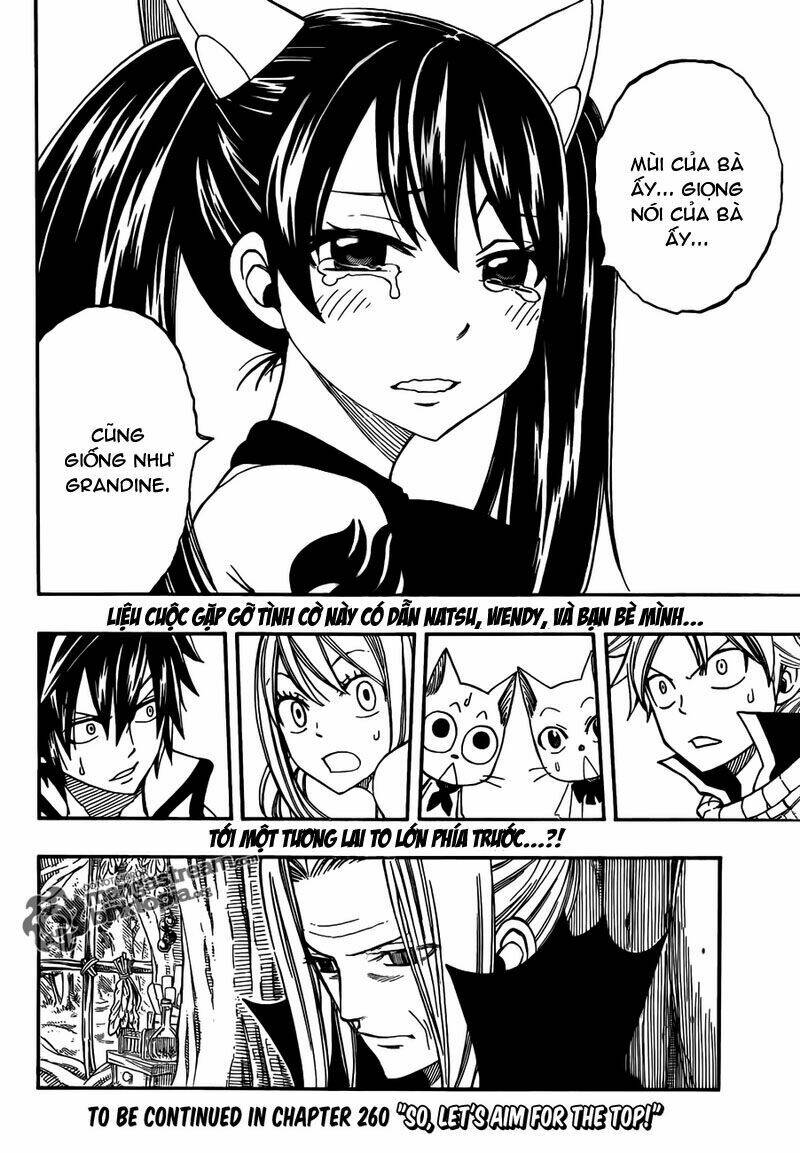 MÙI CỦA BÀ
ẤY... GIỌNG
NÓI CỦA BÀ
ẤY...
CŨNG
GIỐNG NHƯ
GRANDINE.
LIỆU CUỘC GẶP GỠ TÌNH CỜ NÀY CÓ DẪN NATSU, WENDY, VÀ BẠN BÈ MÌNH...
TỚI MỘT TƯƠNG LAI TO LỚN PHÍA TRƯỚC...?!
mangastream.com
TO BE CONTINUED IN CHAPTER 260 "SO, LET'S AIM FOR THE TOP!"